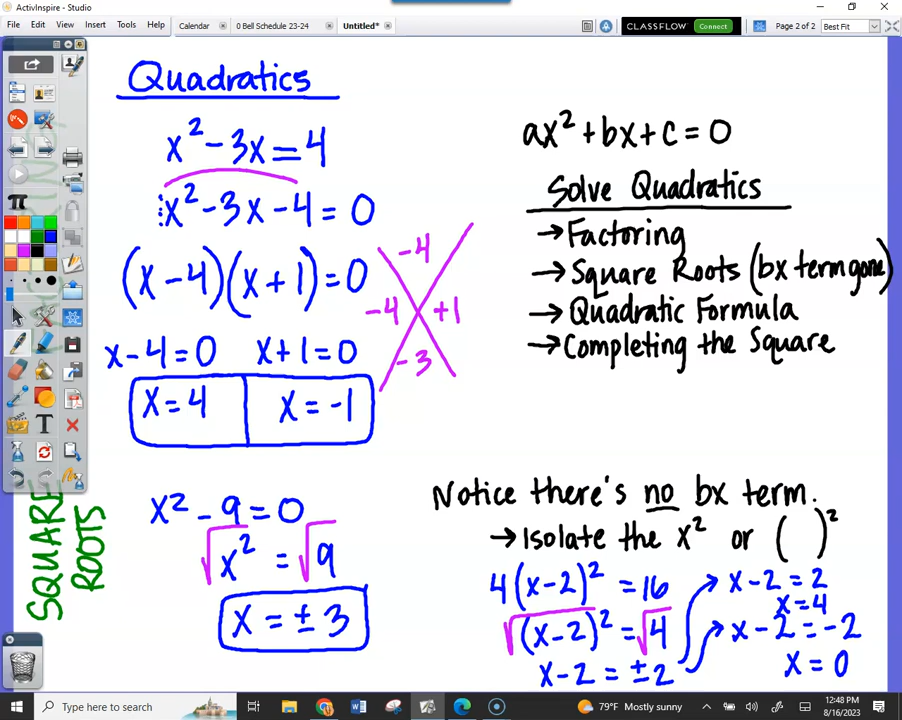 ActivInspire - Studio
File Edit View Insert Tools Help
Calendar
0 Bell Schedule 23-24
Untitled*
CLASSFLOW Connect
Page 2 of 2
Best Fit
Quadratics
x² - 3x = 4
x² - 3x - 4 = 0
(x - 4)(x + 1) = 0
x - 4 = 0 x + 1 = 0
x = 4 x = -1
-4
-4 +1
-3
ax² + bx + c = 0
Solve Quadratics
→ Factoring
→ Square Roots (bx term gone)
→ Quadratic Formula
→ Completing the Square
SQUARE
ROOTS
x² - 9 = 0
√x² = √9
x = ± 3
Notice there's no bx term.
→ Isolate the x² or ( )²
4(x - 2)² = 16
√(x - 2)² = √4
x - 2 = ± 2
x - 2 = 2
x = 4
x - 2 = -2
x = 0
Type here to search
79°F Mostly sunny
12:48 PM
8/16/2023